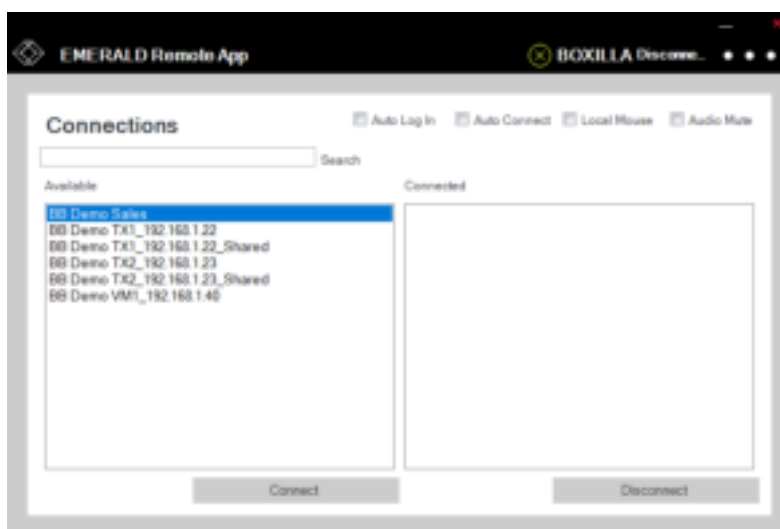 EMERALD Remote App
BOXILLA Disconne...
Connections
Auto Log In
Auto Connect
Local Mouse
Audio Mute
Search
Available
Connected
BB Demo Sales
BB Demo TX1_192.168.1.22
BB Demo TX1_192.168.1.22_Shared
BB Demo TX2_192.168.1.23
BB Demo TX2_192.168.1.23_Shared
BB Demo VM1_192.168.1.40
Connect
Disconnect